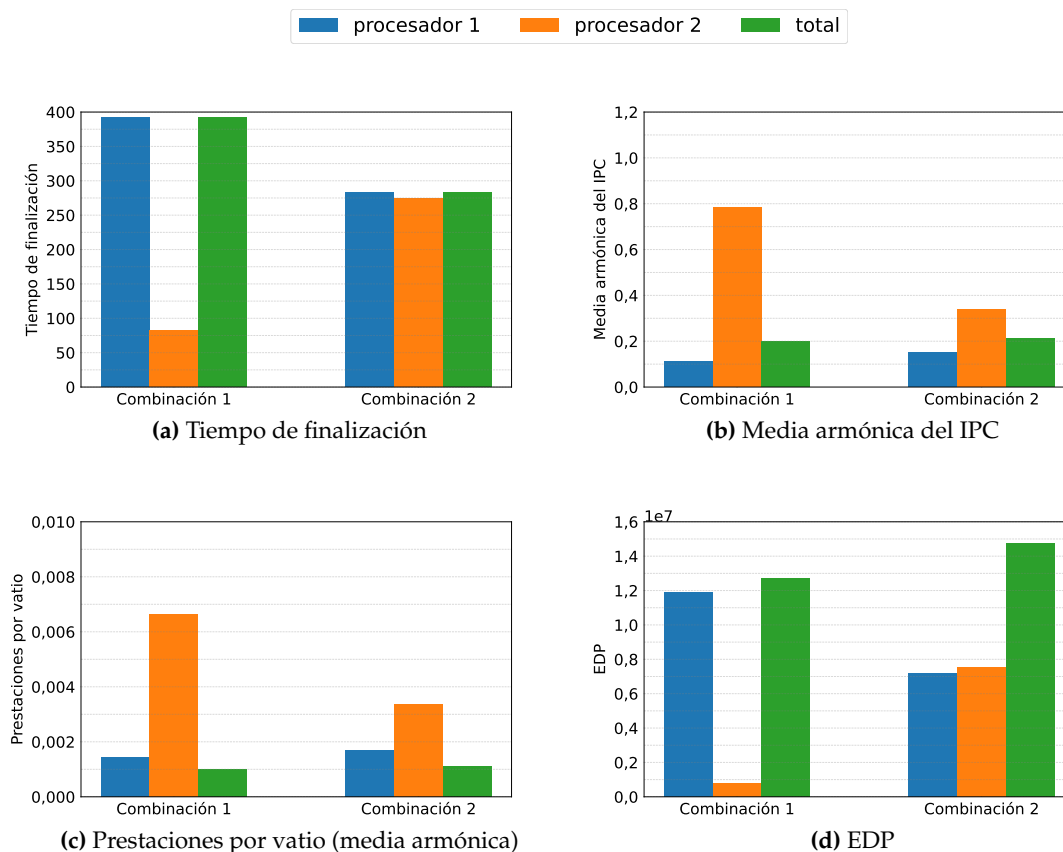 procesador 1 procesador 2 total
Tiempo de finalización
400
350
300
250
200
150
100
50
0
Combinación 1 Combinación 2
(a) Tiempo de finalización
Media armónica del IPC
1,2
1,0
0,8
0,6
0,4
0,2
0,0
Combinación 1 Combinación 2
(b) Media armónica del IPC
Prestaciones por vatio
0,010
0,008
0,006
0,004
0,002
0,000
Combinación 1 Combinación 2
(c) Prestaciones por vatio (media armónica)
1e7
EDP
1,6
1,4
1,2
1,0
0,8
0,6
0,4
0,2
0,0
Combinación 1 Combinación 2
(d) EDP